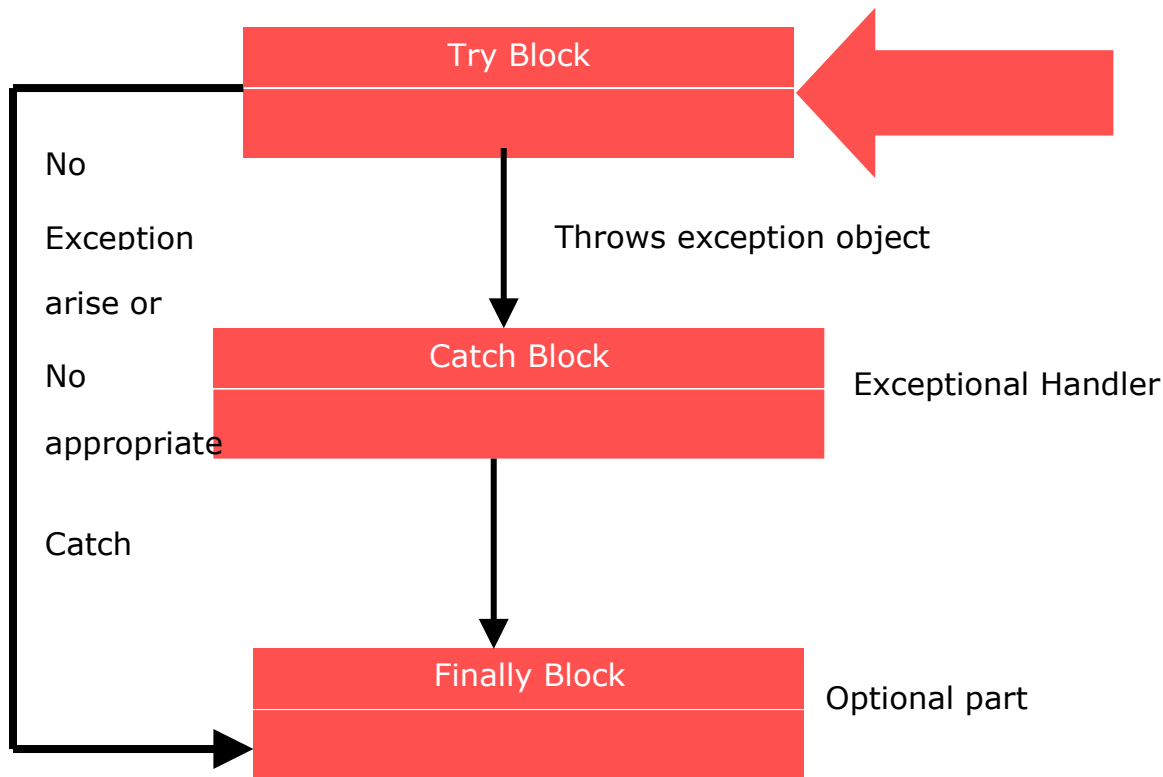 Try Block
No
Exception
arise or
No
appropriate
Catch
Throws exception object
Catch Block
Exceptional Handler
Finally Block
Optional part